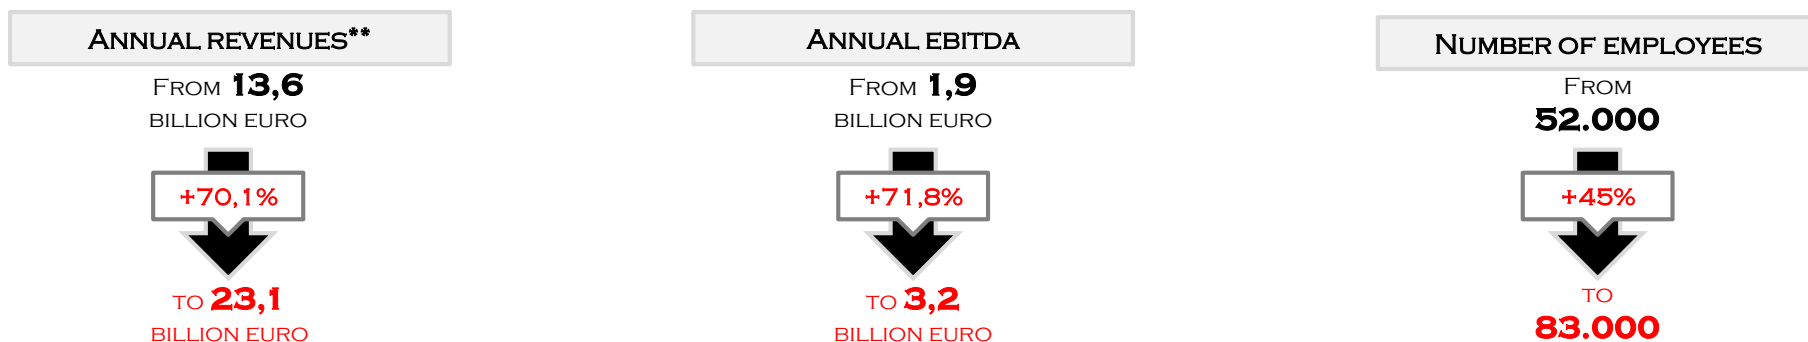 ANNUAL REVENUES**
FROM 13,6
BILLION EURO
+70,1%
TO 23,1
BILLION EURO
ANNUAL EBITDA
FROM 1,9
BILLION EURO
+71,8%
TO 3,2
BILLION EURO
NUMBER OF EMPLOYEES
FROM
52.000
+45%
TO
83.000